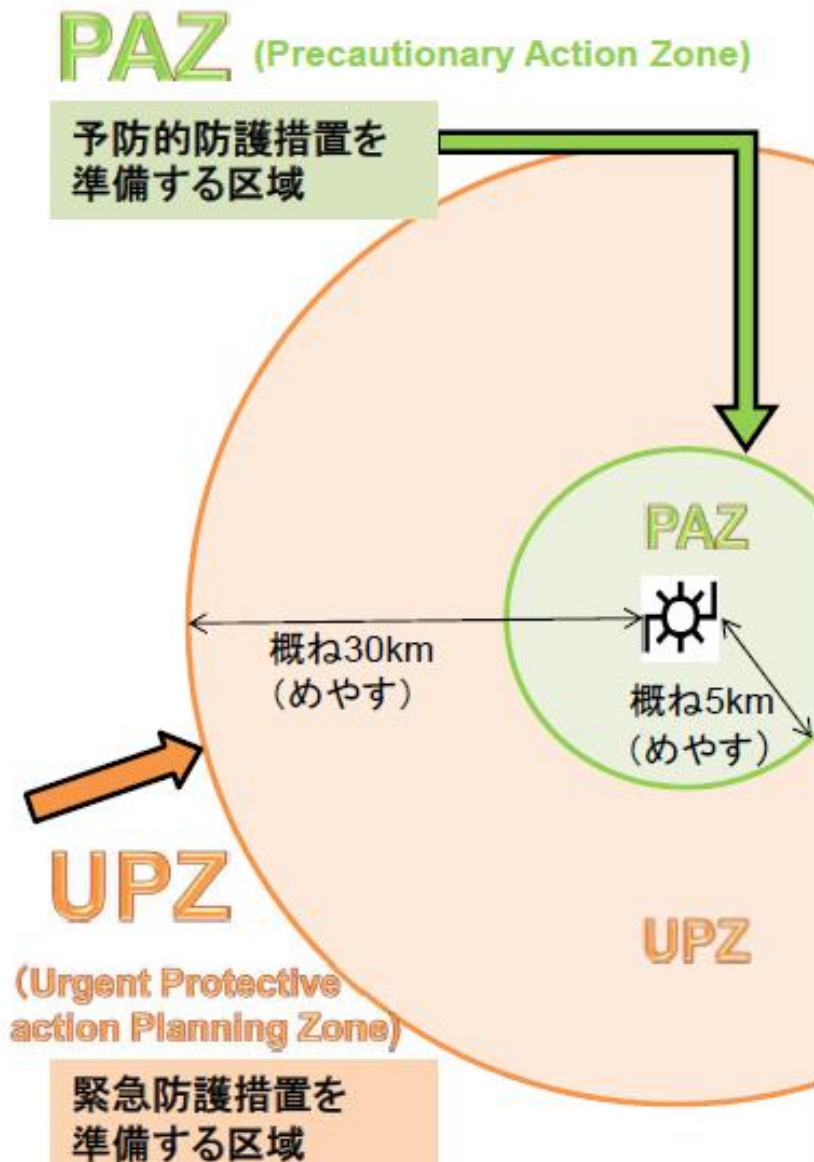 PAZ (Precautionary Action Zone)
予防的防護措置を
準備する区域
PAZ
概ね30km
（めやす）
概ね5km
（めやす）
UPZ
(Urgent Protective
action Planning Zone)
緊急防護措置を
準備する区域
UPZ